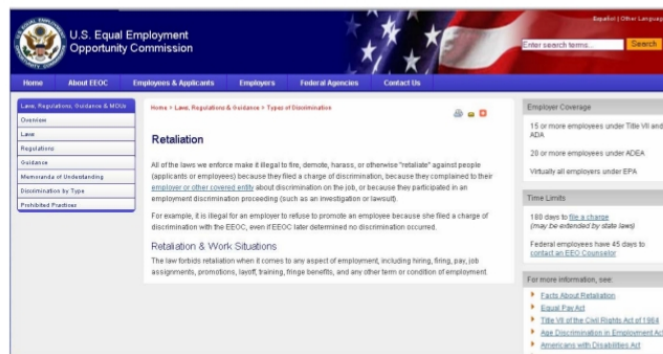 Español | Other Languages
U.S. Equal Employment
Opportunity Commission
Enter search terms...
Search
Home
About EEOC
Employees & Applicants
Employers
Federal Agencies
Contact Us
Laws, Regulations, Guidance & MOUs
Overview
Laws
Regulations
Guidance
Memoranda of Understanding
Discrimination by Type
Prohibited Practices
Home > Laws, Regulations & Guidance > Types of Discrimination
Retaliation
All of the laws we enforce make it illegal to fire, demote, harass, or otherwise "retaliate" against people
(applicants or employees) because they filed a charge of discrimination, because they complained to their
employer or other covered entity about discrimination on the job, or because they participated in an
employment discrimination proceeding (such as an investigation or lawsuit).
For example, it is illegal for an employer to refuse to promote an employee because she filed a charge of
discrimination with the EEOC, even if EEOC later determined no discrimination occurred.
Retaliation & Work Situations
The law forbids retaliation when it comes to any aspect of employment, including hiring, firing, pay, job
assignments, promotions, layoff, training, fringe benefits, and any other term or condition of employment.
Employer Coverage
15 or more employees under Title VII and
ADA
20 or more employees under ADEA
Virtually all employers under EPA
Time Limits
180 days to file a charge
(may be extended by state laws)
Federal employees have 45 days to
contact an EEO Counselor
For more information, see:
Facts About Retaliation
Equal Pay Act
Title VII of the Civil Rights Act of 1964
Age Discrimination in Employment Act
Americans with Disabilities Act